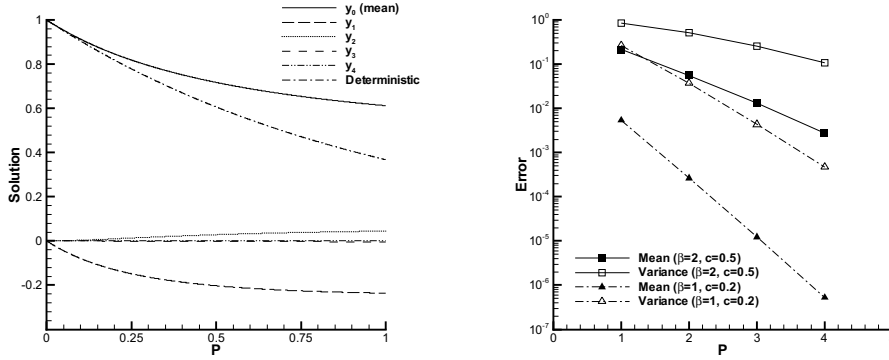 y₀ (mean)
y₁
y₂
y₃
y₄
Deterministic
1
0.8
0.6
0.4
0.2
0
-0.2
Solution
0
0.25
0.5
0.75
1
P
10⁰
10⁻¹
10⁻²
10⁻³
10⁻⁴
10⁻⁵
10⁻⁶
10⁻⁷
Error
Mean (β=2, c=0.5)
Variance (β=2, c=0.5)
Mean (β=1, c=0.2)
Variance (β=1, c=0.2)
0
1
2
3
4
P